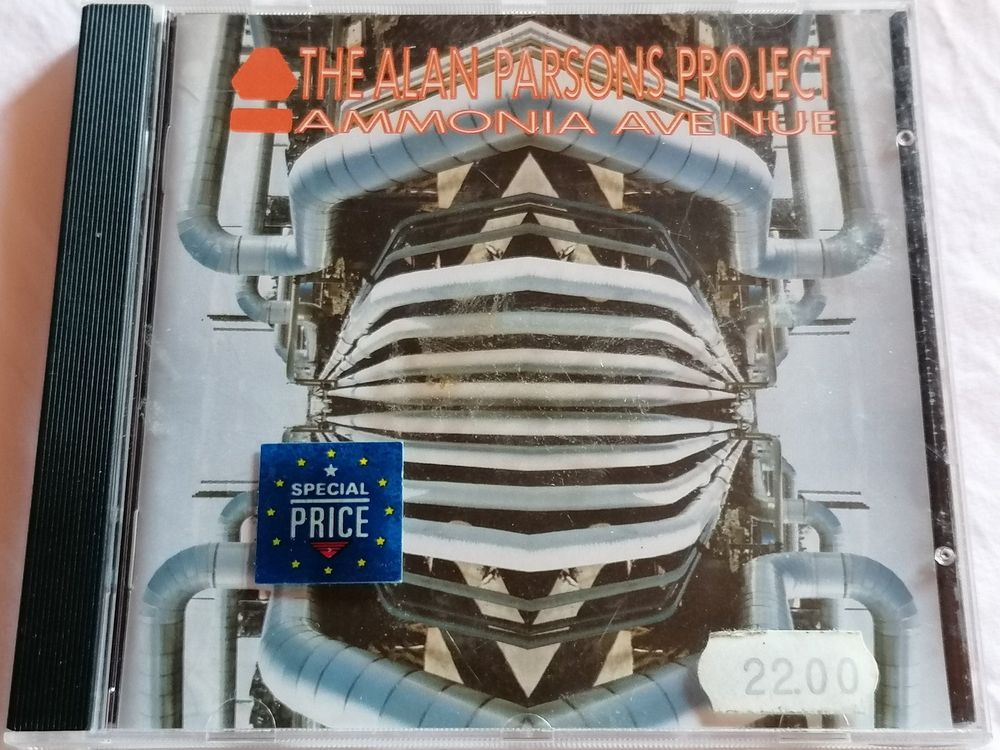 THE ALAN PARSONS PROJECT
AMMONIA AVENUE
SPECIAL
PRICE
22.00